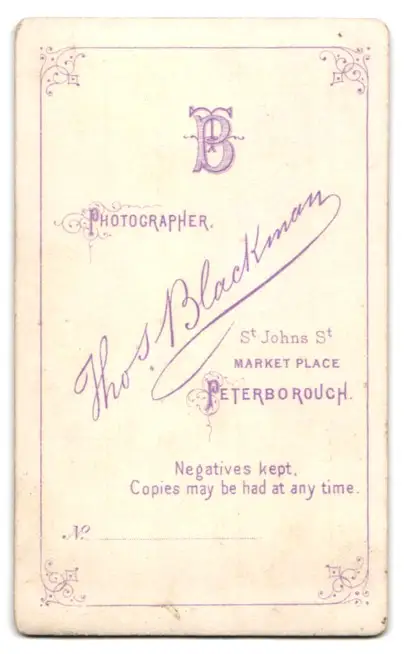 TB
PHOTOGRAPHER.
Thos. Blackman
St Johns St
MARKET PLACE
PETERBOROUGH.
Negatives kept,
Copies may be had at any time.
No